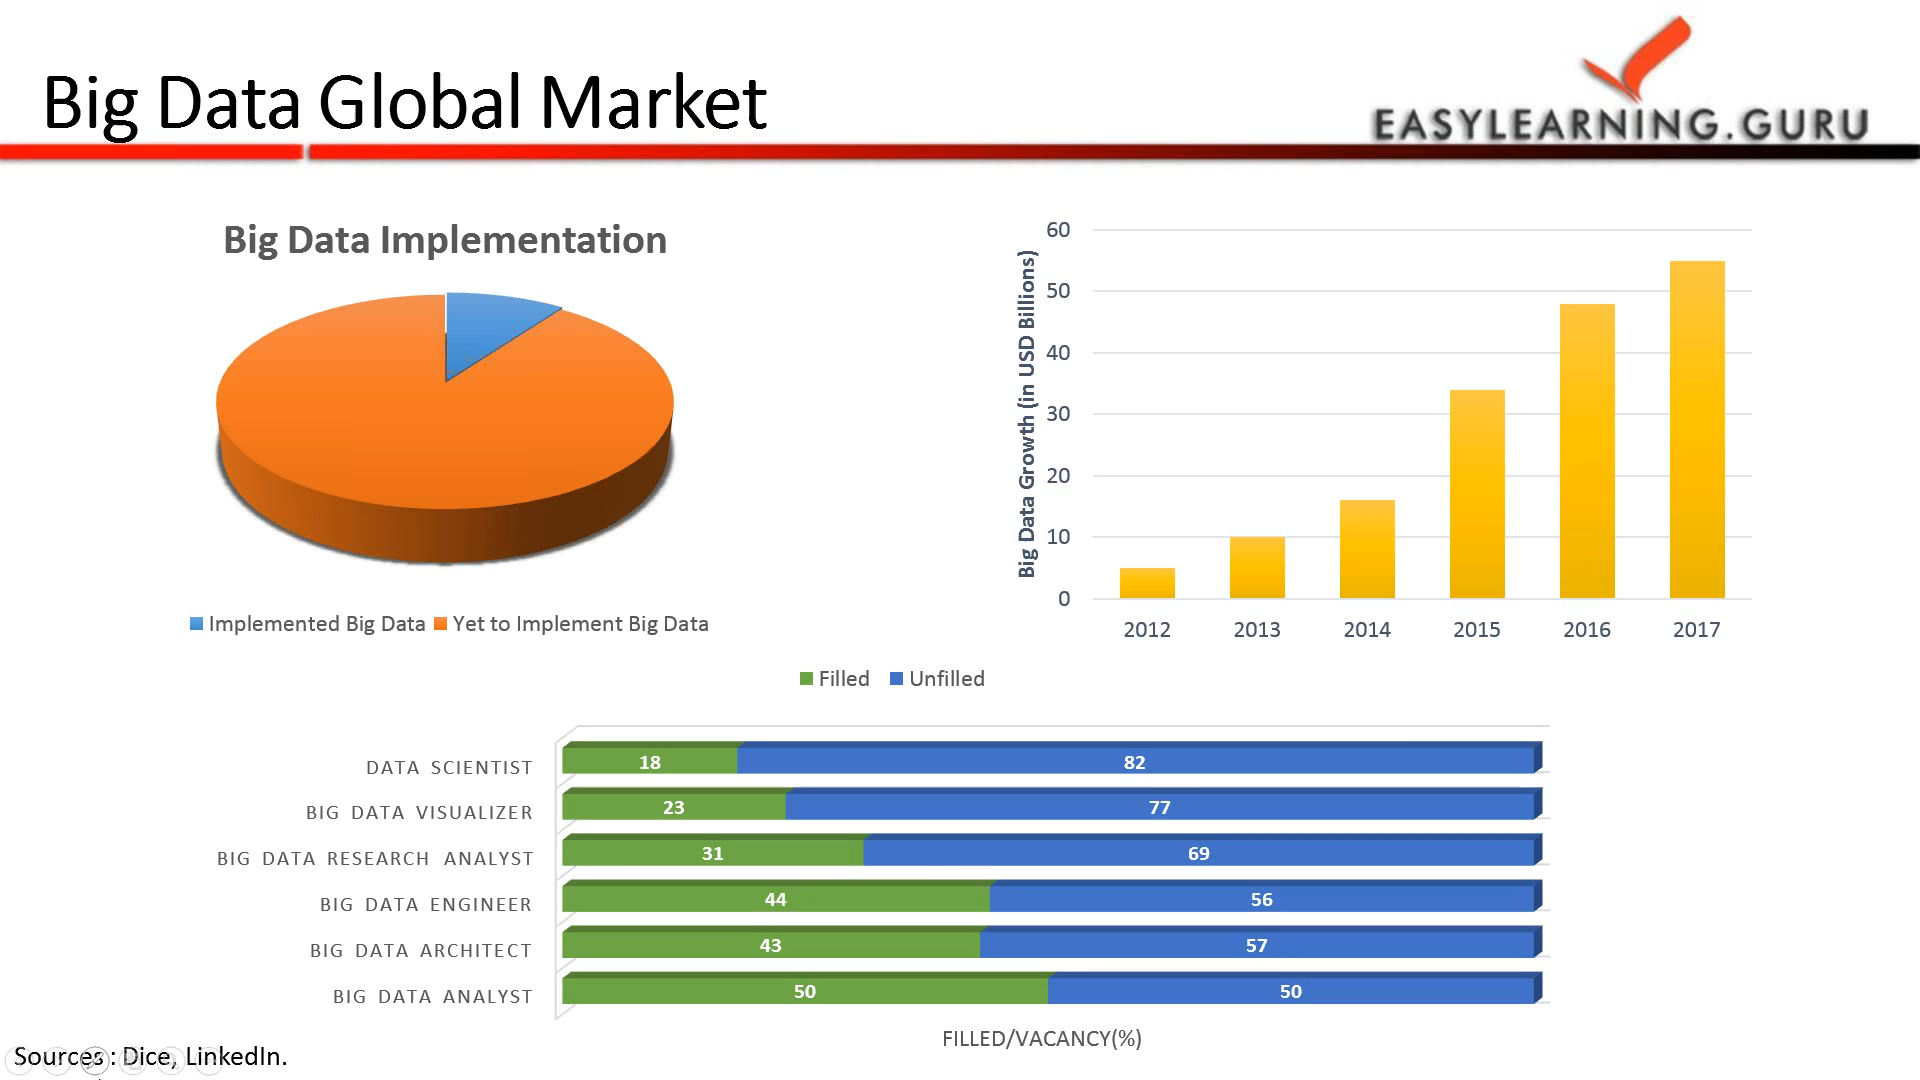 Big Data Global Market
EASYLEARNING.GURU
Big Data Implementation
Implemented Big Data
Yet to Implement Big Data
Big Data Growth (in USD Billions)
60
50
40
30
20
10
0
2012 2013 2014 2015 2016 2017
Filled Unfilled
DATA SCIENTIST 18 82
BIG DATA VISUALIZER 23 77
BIG DATA RESEARCH ANALYST 31 69
BIG DATA ENGINEER 44 56
BIG DATA ARCHITECT 43 57
BIG DATA ANALYST 50 50
FILLED/VACANCY(%)
Sources : Dice, LinkedIn.